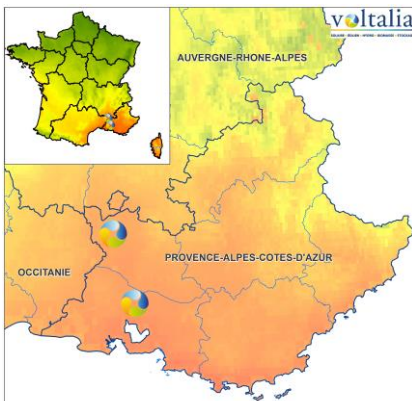 voltalia
AUVERGNE-RHONE-ALPES
PROVENCE-ALPES-COTES-D'AZUR
OCCITANIE